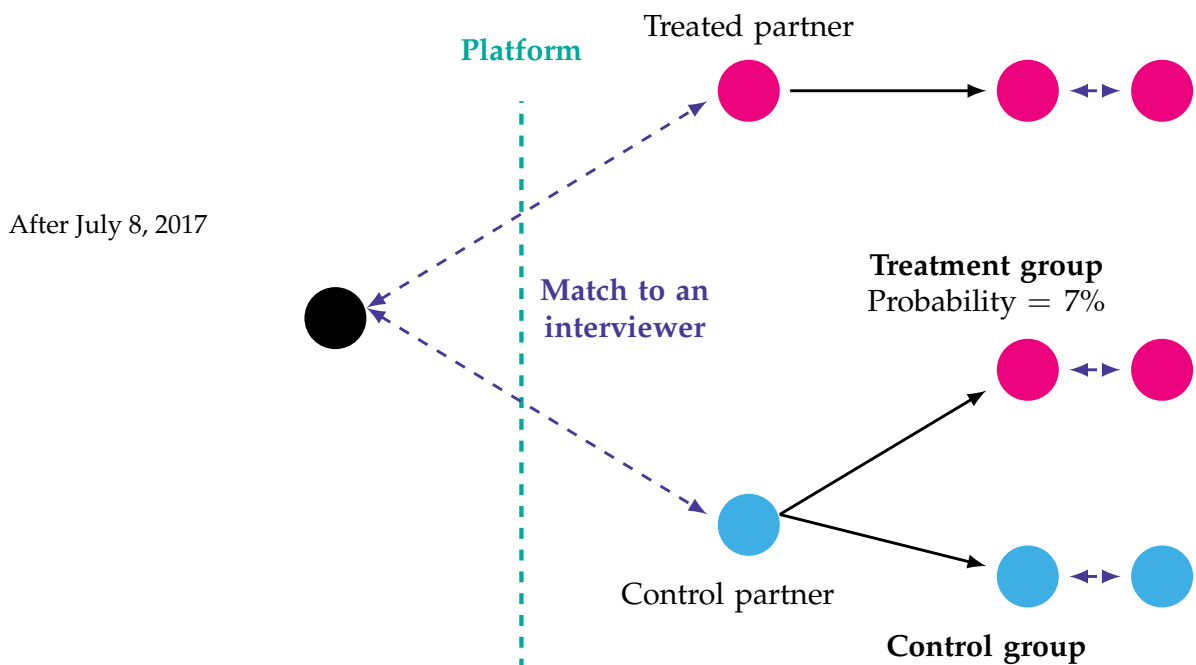 Treated partner
Platform
After July 8, 2017
Match to an
interviewer
Treatment group
Probability = 7%
Control partner
Control group